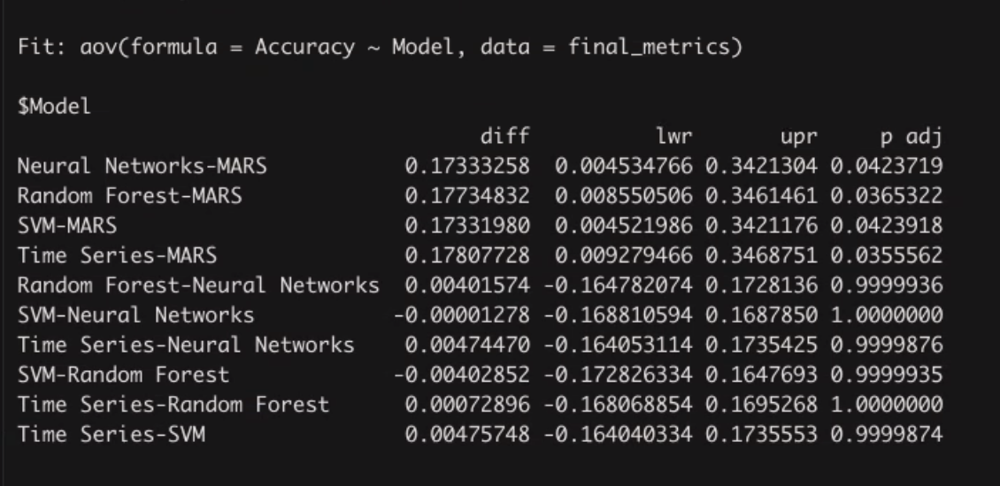 Fit: aov(formula = Accuracy ~ Model, data = final_metrics)
$Model
diff lwr upr p adj
Neural Networks-MARS 0.17333258 0.004534766 0.3421304 0.0423719
Random Forest-MARS 0.17734832 0.008550506 0.3461461 0.0365322
SVM-MARS 0.17331980 0.004521986 0.3421176 0.0423918
Time Series-MARS 0.17807728 0.009279466 0.3468751 0.0355562
Random Forest-Neural Networks 0.00401574 -0.164782074 0.1728136 0.9999936
SVM-Neural Networks -0.00001278 -0.168810594 0.1687850 1.0000000
Time Series-Neural Networks 0.00474470 -0.164053114 0.1735425 0.9999876
SVM-Random Forest -0.00402852 -0.172826334 0.1647693 0.9999935
Time Series-Random Forest 0.00072896 -0.168068854 0.1695268 1.0000000
Time Series-SVM 0.00475748 -0.164040334 0.1735553 0.9999874